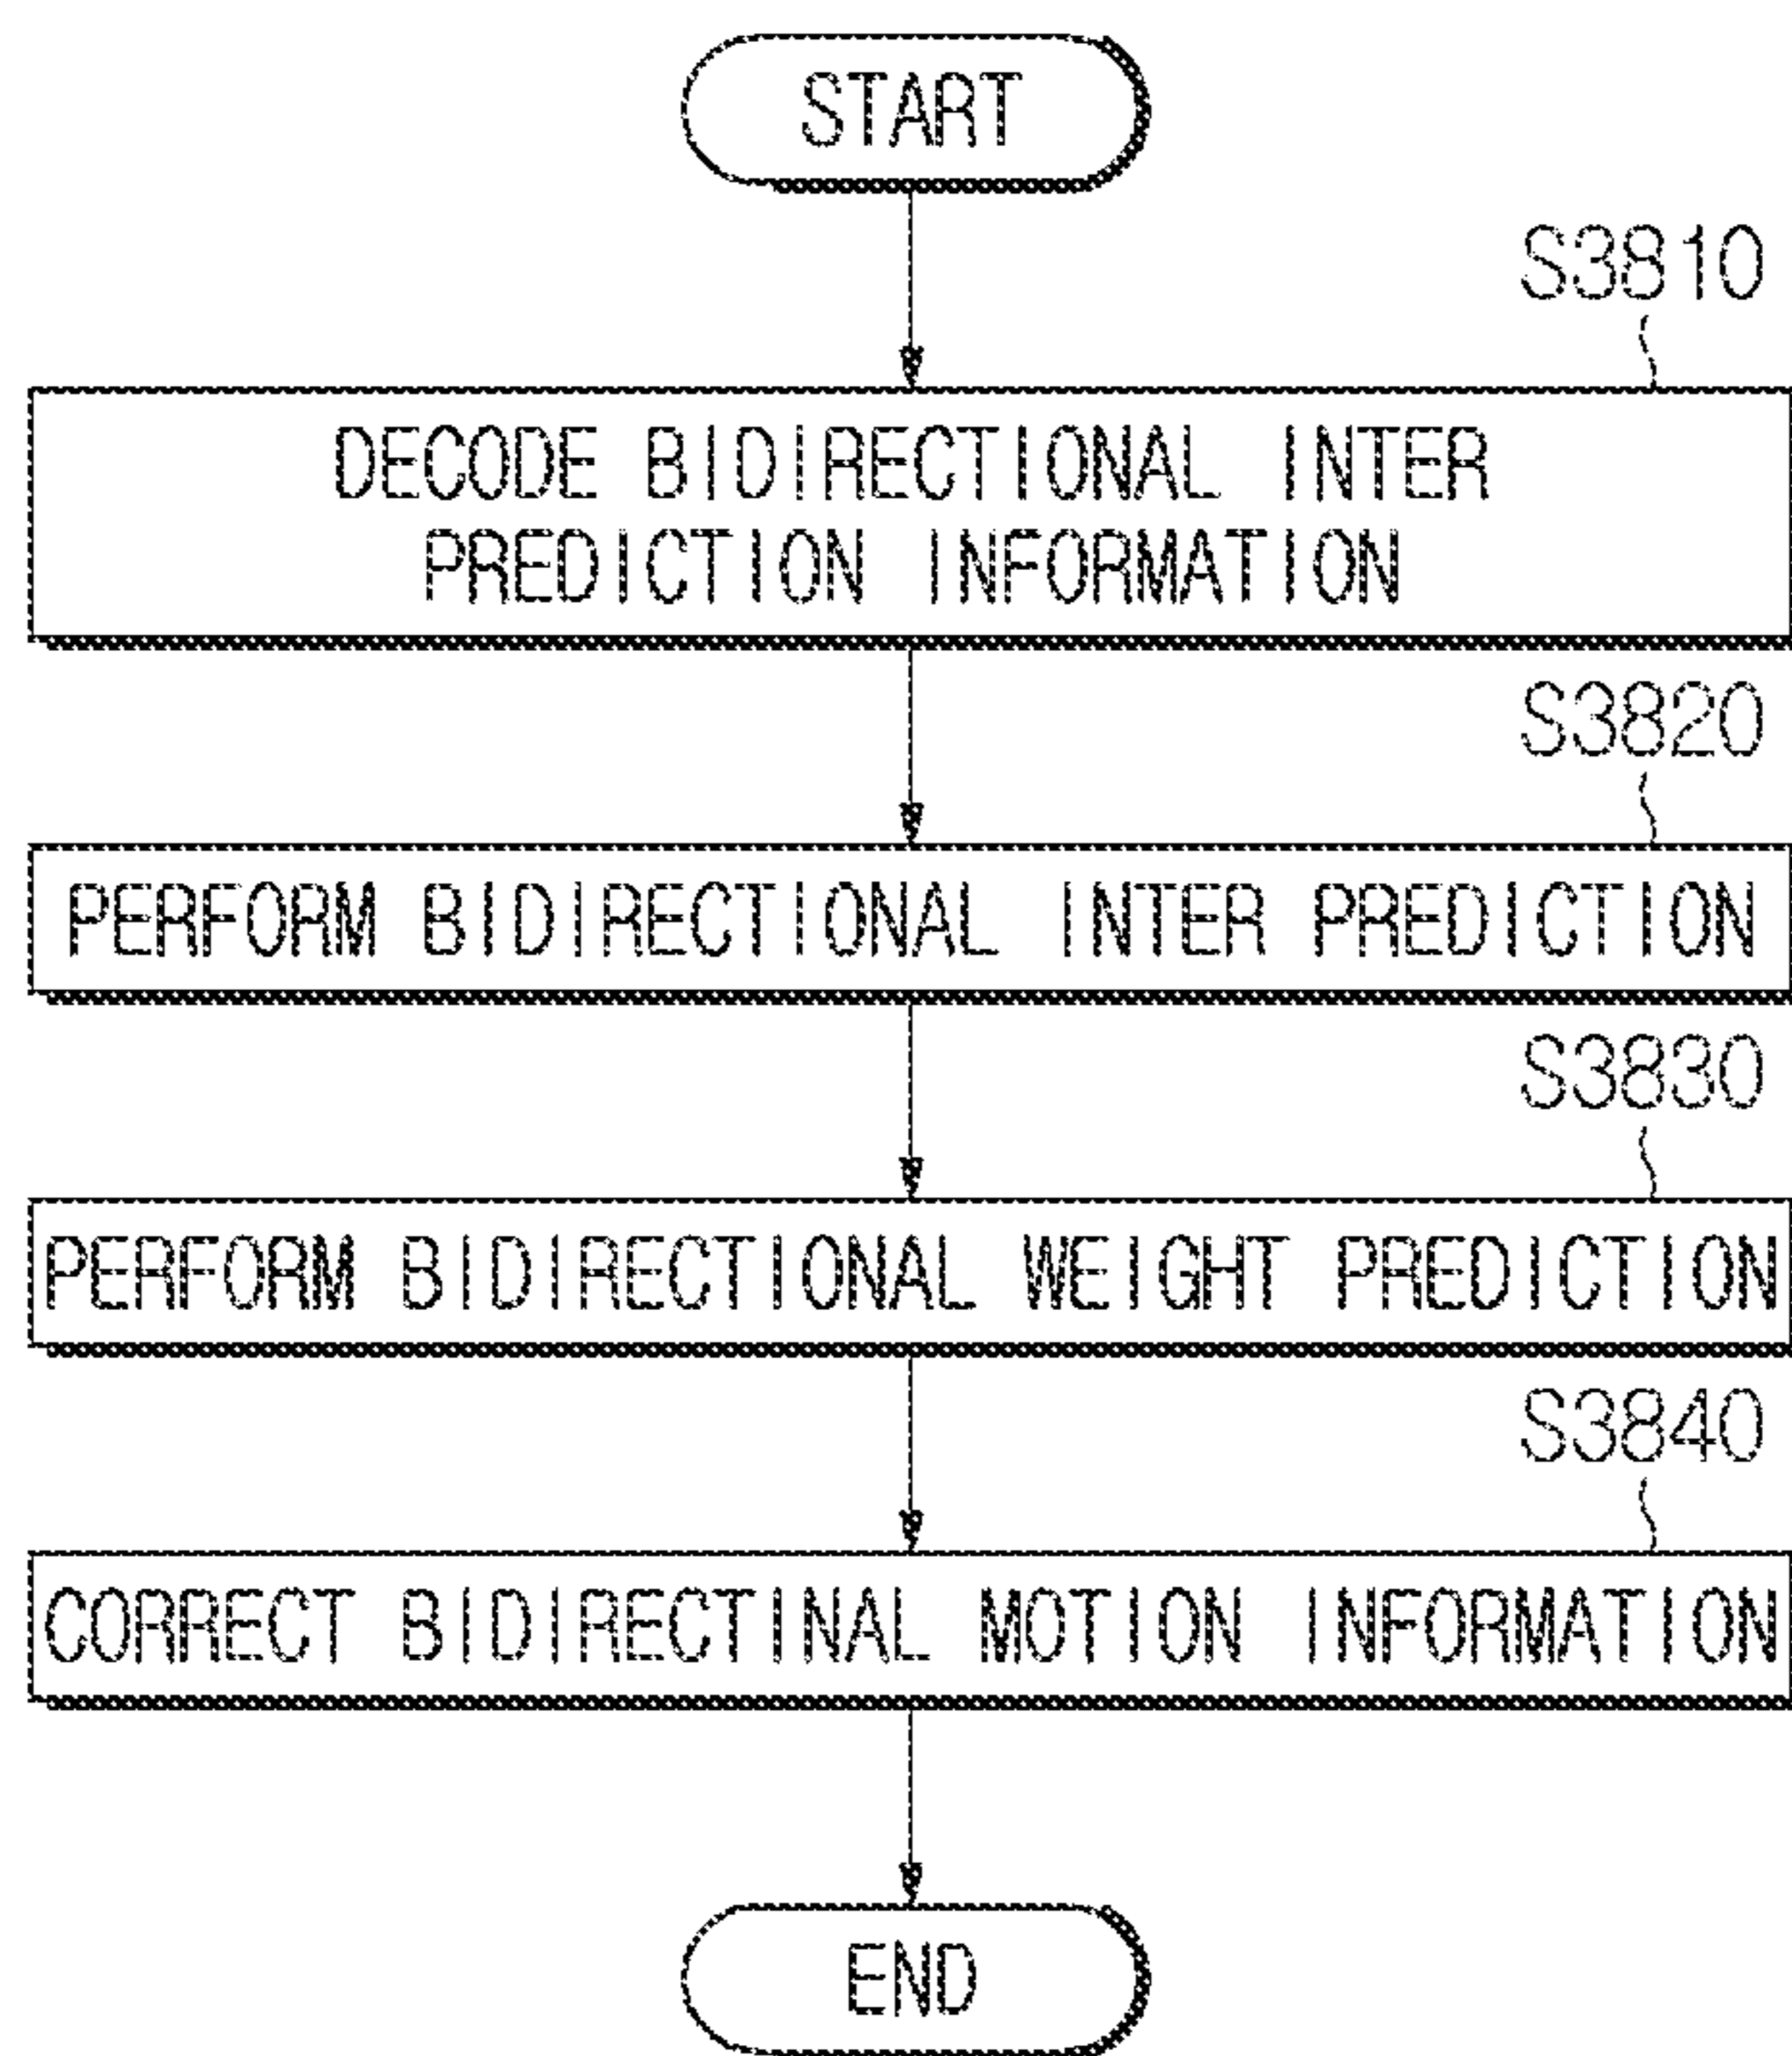 START
S3810
DECODE BIDIRECTIONAL INTER
PREDICTION INFORMATION
S3820
PERFORM BIDIRECTIONAL INTER PREDICTION
S3830
PERFORM BIDIRECTIONAL WEIGHT PREDICTION
S3840
CORRECT BIDIRECTINAL MOTION INFORMATION
END